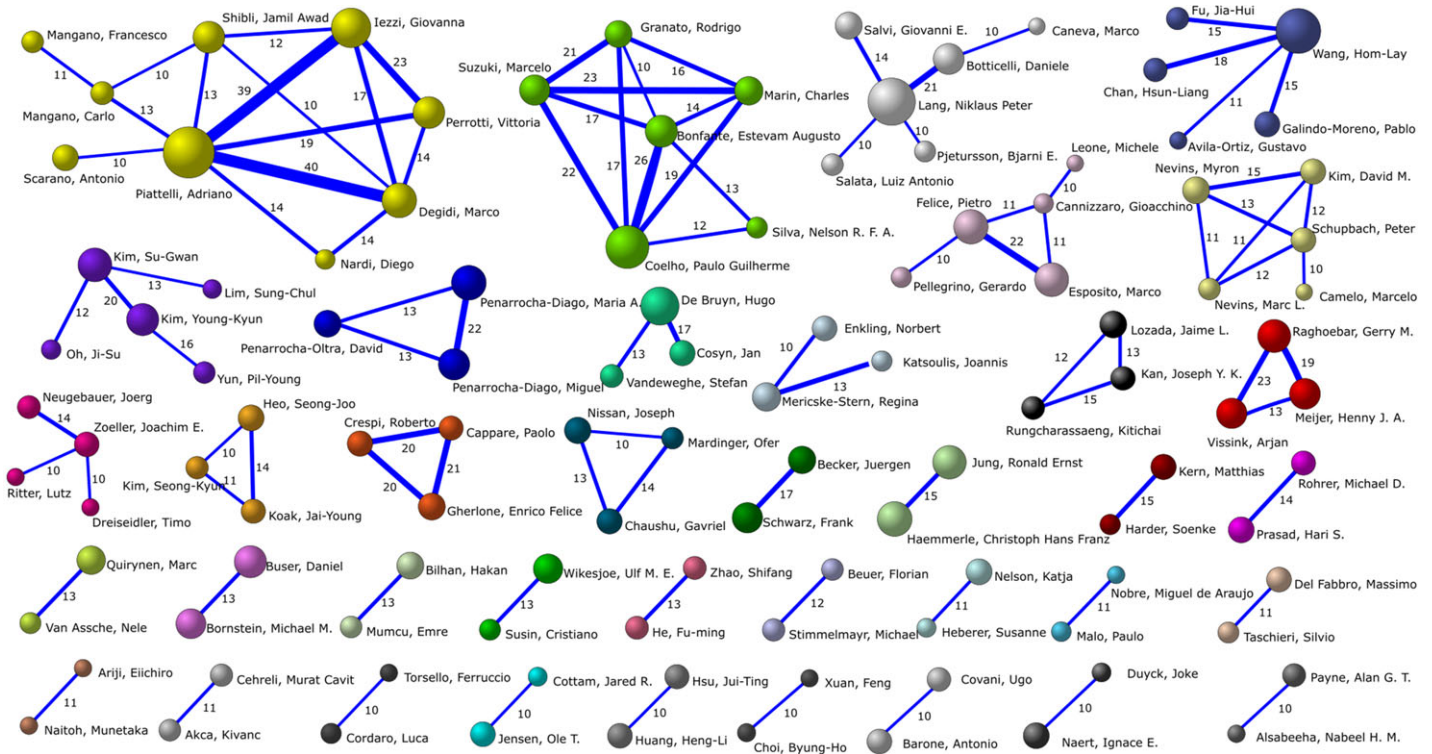 Mangano, Francesco
Shibli, Jamil Awad
Iezzi, Giovanna
12
11
10
13
39
10
17
23
Mangano, Carlo
13
Perrotti, Vittoria
19
14
Scarano, Antonio
10
40
Piattelli, Adriano
Degidi, Marco
14
14
Nardi, Diego
Granato, Rodrigo
21
10
16
Suzuki, Marcelo
23
Marin, Charles
17
14
Bonfante, Estevam Augusto
22
17
26
19
13
12
Silva, Nelson R. F. A.
Coelho, Paulo Guilherme
Salvi, Giovanni E.
10
Caneva, Marco
14
Botticelli, Daniele
21
Lang, Niklaus Peter
10
10
Pjetursson, Bjarni E.
Salata, Luiz Antonio
Fu, Jia-Hui
15
Wang, Hom-Lay
18
Chan, Hsun-Liang
11
15
Galindo-Moreno, Pablo
Avila-Ortiz, Gustavo
Leone, Michele
10
Felice, Pietro
11
Cannizzaro, Gioacchino
22
11
10
Pellegrino, Gerardo
Esposito, Marco
Nevins, Myron
15
Kim, David M.
13
12
Schupbach, Peter
11
11
12
10
Nevins, Marc L.
Camelo, Marcelo
Kim, Su-Gwan
13
Lim, Sung-Chul
12
20
Kim, Young-Kyun
Oh, Ji-Su
16
Yun, Pil-Young
Penarrocha-Diago, Maria A.
13
22
Penarrocha-Oltra, David
13
Penarrocha-Diago, Miguel
De Bruyn, Hugo
17
13
Cosyn, Jan
Vandeweghe, Stefan
Enkling, Norbert
10
Katsoulis, Joannis
13
Mericske-Stern, Regina
Lozada, Jaime L.
12
13
Kan, Joseph Y. K.
15
Rungcharassaeng, Kitichai
Raghoebar, Gerry M.
19
23
13
Meijer, Henny J. A.
Vissink, Arjan
Neugebauer, Joerg
14
Zoeller, Joachim E.
10
10
Ritter, Lutz
Dreiseidler, Timo
Heo, Seong-Joo
10
14
Kim, Seong-Kyun
11
Koak, Jai-Young
Crespi, Roberto
Cappare, Paolo
20
21
20
Gherlone, Enrico Felice
Nissan, Joseph
10
Mardinger, Ofer
13
14
Chaushu, Gavriel
Becker, Juergen
17
Schwarz, Frank
Jung, Ronald Ernst
15
Haemmerle, Christoph Hans Franz
Kern, Matthias
15
Harder, Soenke
Rohrer, Michael D.
14
Prasad, Hari S.
Quirynen, Marc
13
Van Assche, Nele
Buser, Daniel
13
Bornstein, Michael M.
Bilhan, Hakan
13
Mumcu, Emre
Wikesjoe, Ulf M. E.
13
Susin, Cristiano
Zhao, Shifang
13
He, Fu-ming
Beuer, Florian
12
Stimmelmayr, Michael
Nelson, Katja
11
Heberer, Susanne
Nobre, Miguel de Araujo
11
Malo, Paulo
Del Fabbro, Massimo
11
Taschieri, Silvio
Ariji, Eiichiro
11
Naitoh, Munetaka
Cehreli, Murat Cavit
11
Akca, Kivanc
Torsello, Ferruccio
10
Cordaro, Luca
Cottam, Jared R.
10
Jensen, Ole T.
Hsu, Jui-Ting
10
Huang, Heng-Li
Xuan, Feng
10
Choi, Byung-Ho
Covani, Ugo
10
Barone, Antonio
Duyck, Joke
10
Naert, Ignace E.
Payne, Alan G. T.
10
Alsabeeha, Nabeel H. M.